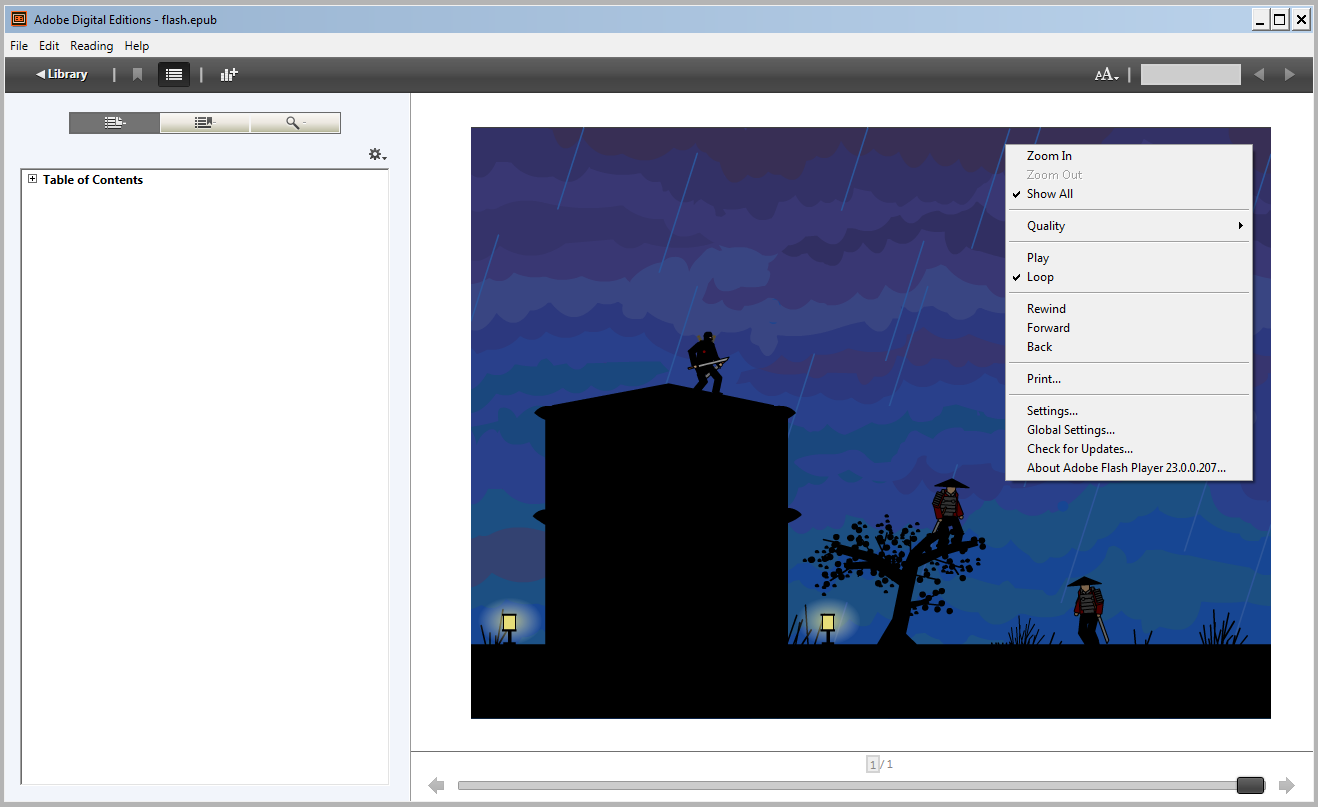 Adobe Digital Editions - flash.epub
File Edit Reading Help
Library
AA
Table of Contents
Zoom In
Zoom Out
Show All
Quality
Play
Loop
Rewind
Forward
Back
Print...
Settings...
Global Settings...
Check for Updates...
About Adobe Flash Player 23.0.0.207...
1 / 1